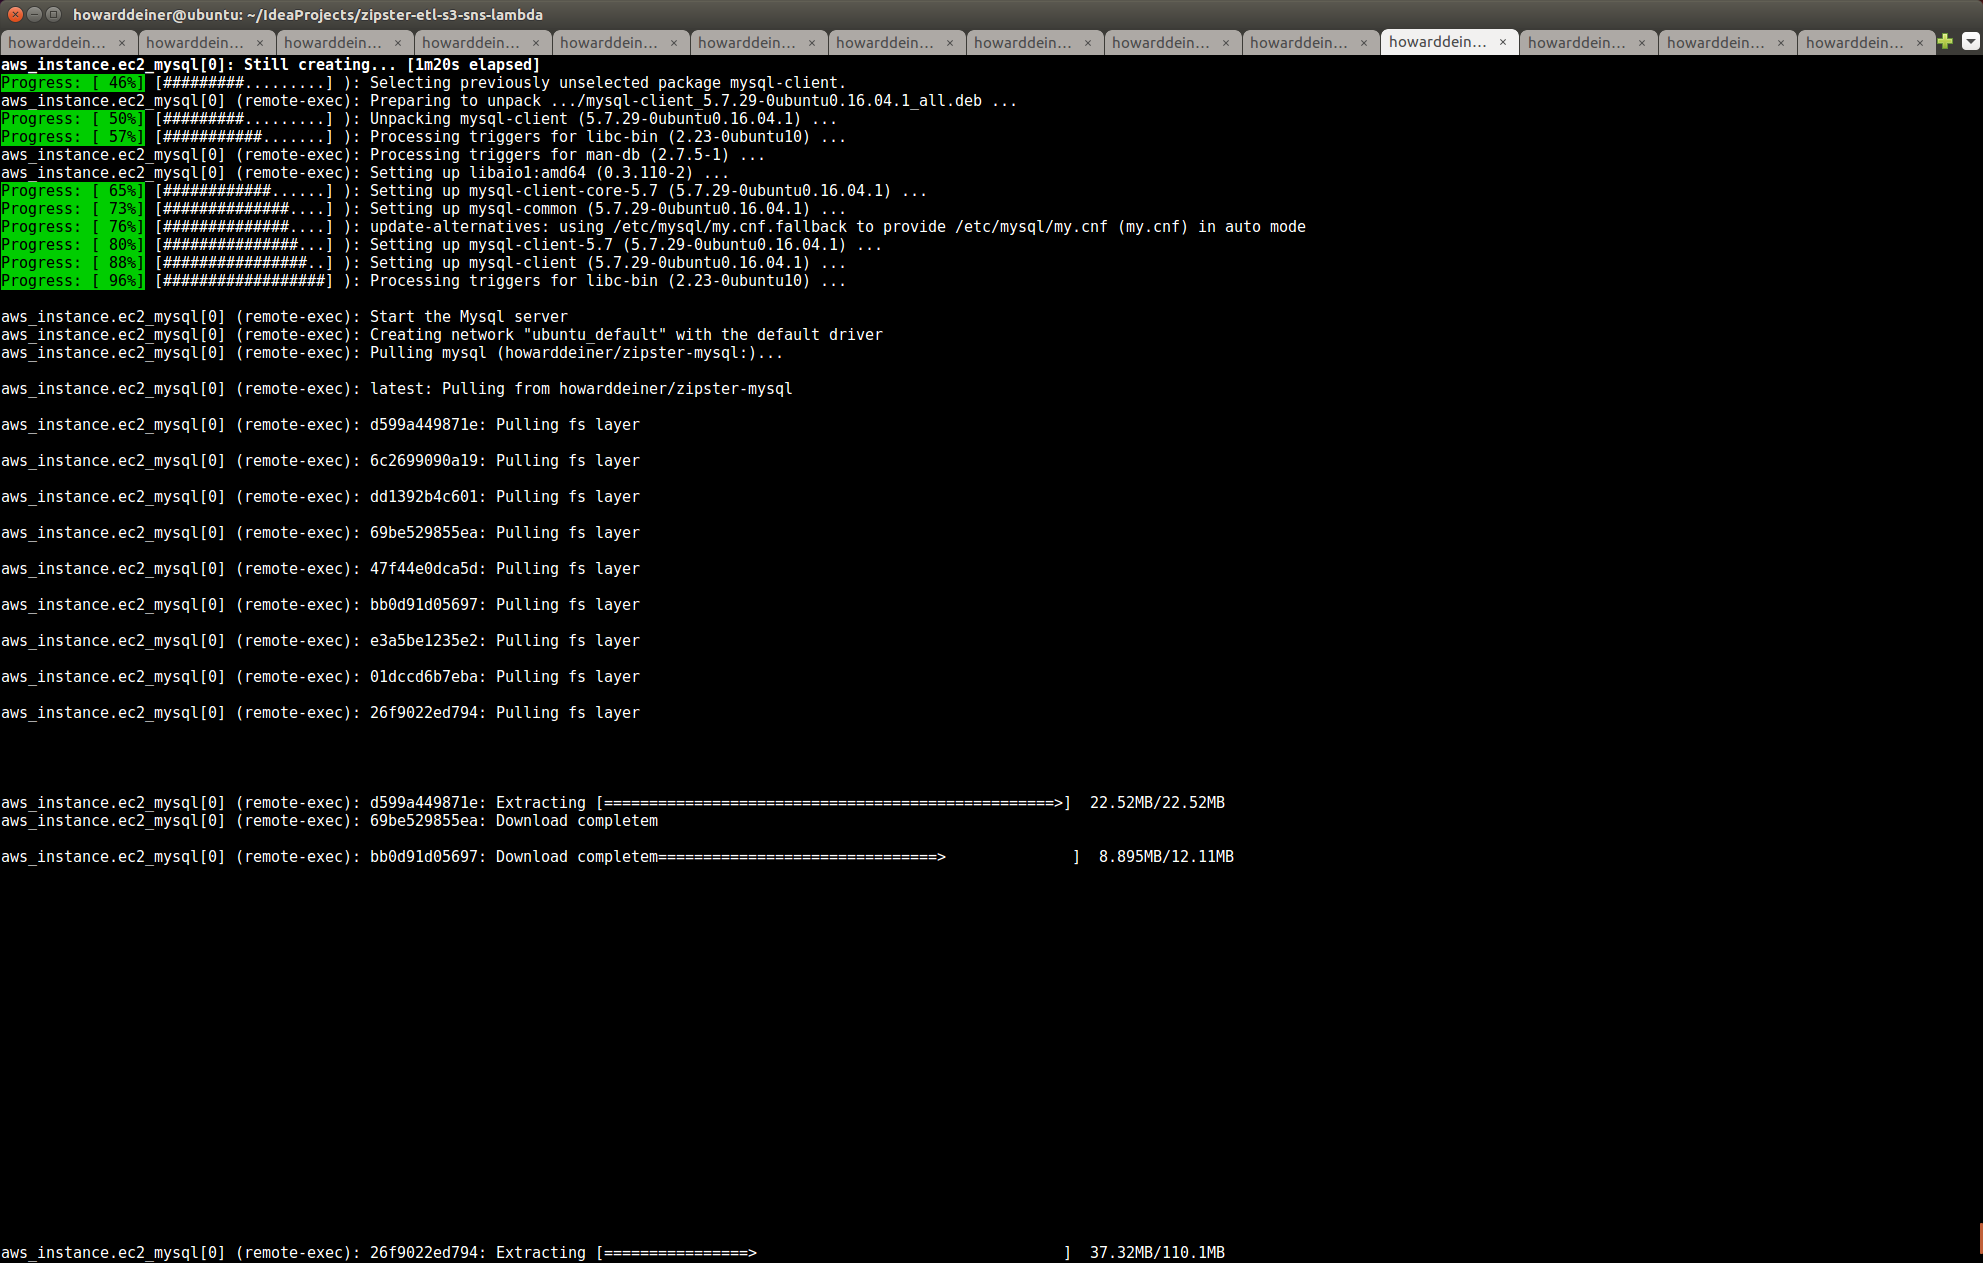 howarddeiner@ubuntu: ~/IdeaProjects/zipster-etl-s3-sns-lambda
howarddein... × howarddein... × howarddein... × howarddein... × howarddein... × howarddein... × howarddein... × howarddein... × howarddein... × howarddein... × howarddein... × howarddein... × howarddein... × howarddein... ×
aws_instance.ec2_mysql[0]: Still creating... [1m20s elapsed]
Progress: [ 46%] [#########.........] ): Selecting previously unselected package mysql-client.
aws_instance.ec2_mysql[0] (remote-exec): Preparing to unpack .../mysql-client_5.7.29-0ubuntu0.16.04.1_all.deb ...
Progress: [ 50%] [#########.........] ): Unpacking mysql-client (5.7.29-0ubuntu0.16.04.1) ...
Progress: [ 57%] [###########.......] ): Processing triggers for libc-bin (2.23-0ubuntu10) ...
aws_instance.ec2_mysql[0] (remote-exec): Processing triggers for man-db (2.7.5-1) ...
aws_instance.ec2_mysql[0] (remote-exec): Setting up libaio1:amd64 (0.3.110-2) ...
Progress: [ 65%] [############......] ): Setting up mysql-client-core-5.7 (5.7.29-0ubuntu0.16.04.1) ...
Progress: [ 73%] [##############....] ): Setting up mysql-common (5.7.29-0ubuntu0.16.04.1) ...
Progress: [ 76%] [##############....] ): update-alternatives: using /etc/mysql/my.cnf.fallback to provide /etc/mysql/my.cnf (my.cnf) in auto mode
Progress: [ 80%] [###############...] ): Setting up mysql-client-5.7 (5.7.29-0ubuntu0.16.04.1) ...
Progress: [ 88%] [################..] ): Setting up mysql-client (5.7.29-0ubuntu0.16.04.1) ...
Progress: [ 96%] [##################] ): Processing triggers for libc-bin (2.23-0ubuntu10) ...
aws_instance.ec2_mysql[0] (remote-exec): Start the Mysql server
aws_instance.ec2_mysql[0] (remote-exec): Creating network "ubuntu_default" with the default driver
aws_instance.ec2_mysql[0] (remote-exec): Pulling mysql (howarddeiner/zipster-mysql:)...
aws_instance.ec2_mysql[0] (remote-exec): latest: Pulling from howarddeiner/zipster-mysql
aws_instance.ec2_mysql[0] (remote-exec): d599a449871e: Pulling fs layer
aws_instance.ec2_mysql[0] (remote-exec): 6c2699090a19: Pulling fs layer
aws_instance.ec2_mysql[0] (remote-exec): dd1392b4c601: Pulling fs layer
aws_instance.ec2_mysql[0] (remote-exec): 69be529855ea: Pulling fs layer
aws_instance.ec2_mysql[0] (remote-exec): 47f44e0dca5d: Pulling fs layer
aws_instance.ec2_mysql[0] (remote-exec): bb0d91d05697: Pulling fs layer
aws_instance.ec2_mysql[0] (remote-exec): e3a5be1235e2: Pulling fs layer
aws_instance.ec2_mysql[0] (remote-exec): 01dccd6b7eba: Pulling fs layer
aws_instance.ec2_mysql[0] (remote-exec): 26f9022ed794: Pulling fs layer
aws_instance.ec2_mysql[0] (remote-exec): d599a449871e: Extracting [==================================================>]  22.52MB/22.52MB
aws_instance.ec2_mysql[0] (remote-exec): 69be529855ea: Download completem
aws_instance.ec2_mysql[0] (remote-exec): bb0d91d05697: Download completem===============================>              ]  8.895MB/12.11MB
aws_instance.ec2_mysql[0] (remote-exec): 26f9022ed794: Extracting [================>                                  ]  37.32MB/110.1MB